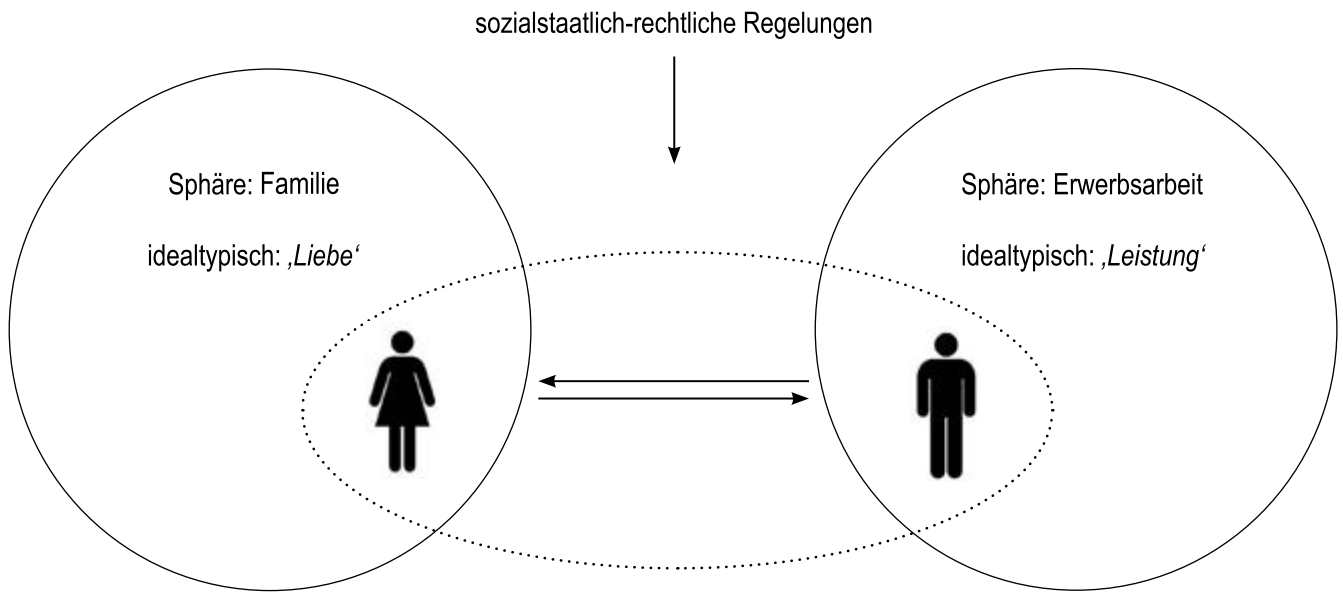 sozialstaatlich-rechtliche Regelungen
Sphäre: Familie
idealtypisch: ‚Liebe‘
Sphäre: Erwerbsarbeit
idealtypisch: ‚Leistung‘